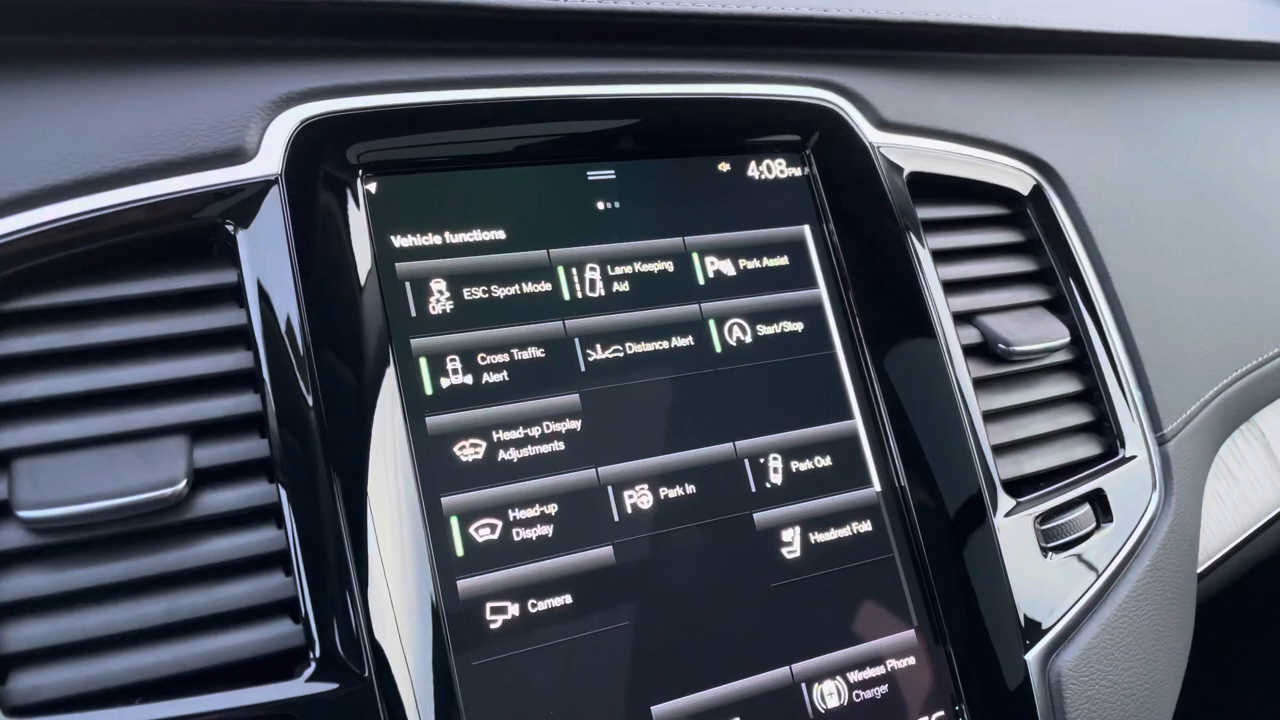 4:08PM
Vehicle functions
OFF
ESC Sport Mode
Lane Keeping
Aid
P
Park Assist
Cross Traffic
Alert
Distance Alert
A
Start/Stop
Head-up Display
Adjustments
Head-up
Display
P
Park In
Park Out
Headrest Fold
Camera
Wireless Phone
Charger